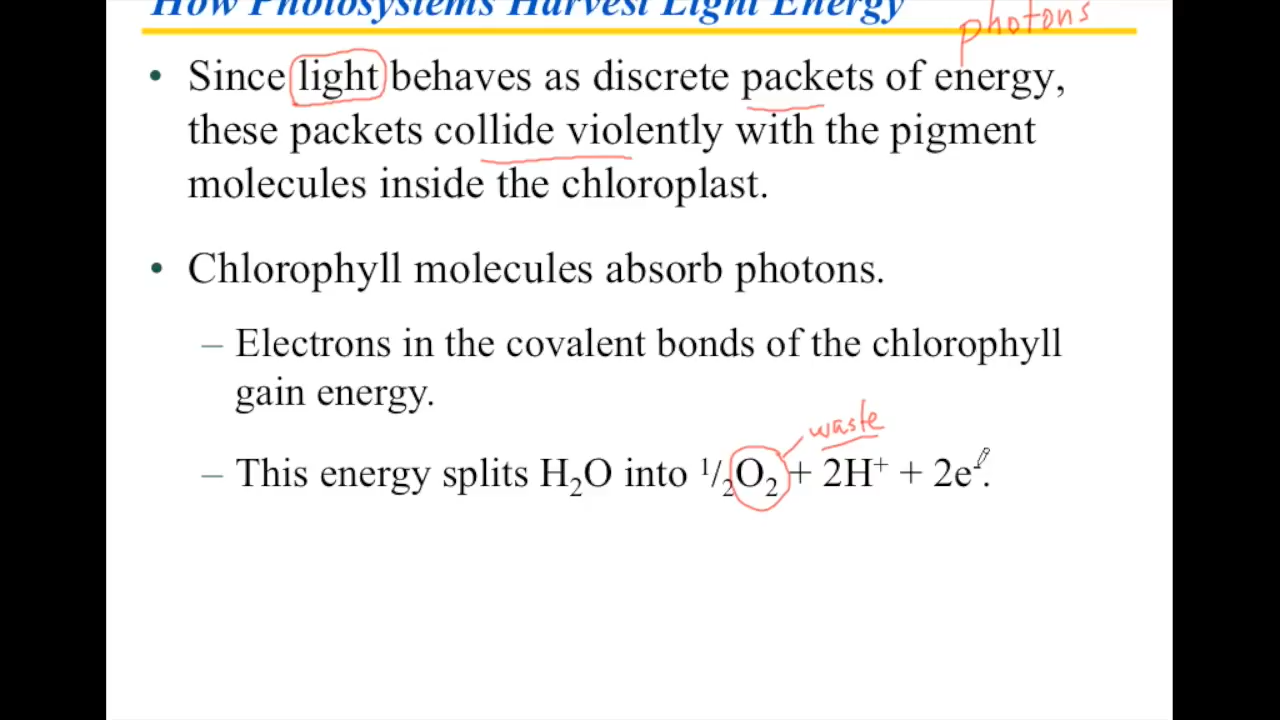 How Photosystems Harvest Light Energy
photons
• Since light behaves as discrete packets of energy,
these packets collide violently with the pigment
molecules inside the chloroplast.
• Chlorophyll molecules absorb photons.
– Electrons in the covalent bonds of the chlorophyll
gain energy.
waste
– This energy splits H₂O into ¹/₂O₂ + 2H⁺ + 2e⁻.